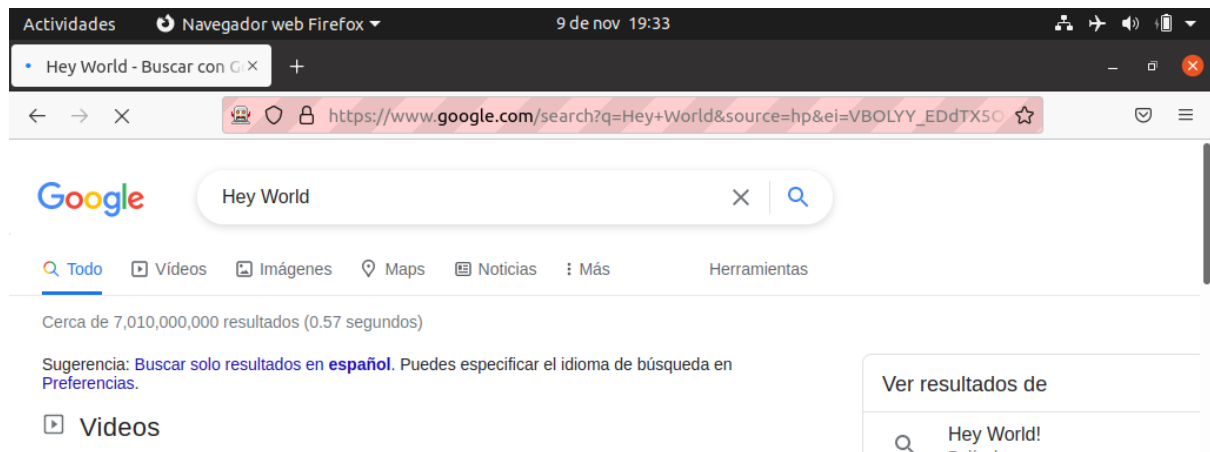 Actividades Navegador web Firefox 9 de nov 19:33
Hey World - Buscar con G
https://www.google.com/search?q=Hey+World&source=hp&ei=VBOLYY_EDdTX5O
Google Hey World
Todo Vídeos Imágenes Maps Noticias Más Herramientas
Cerca de 7,010,000,000 resultados (0.57 segundos)
Sugerencia: Buscar solo resultados en español. Puedes especificar el idioma de búsqueda en
Preferencias.
Ver resultados de
Videos
Hey World!